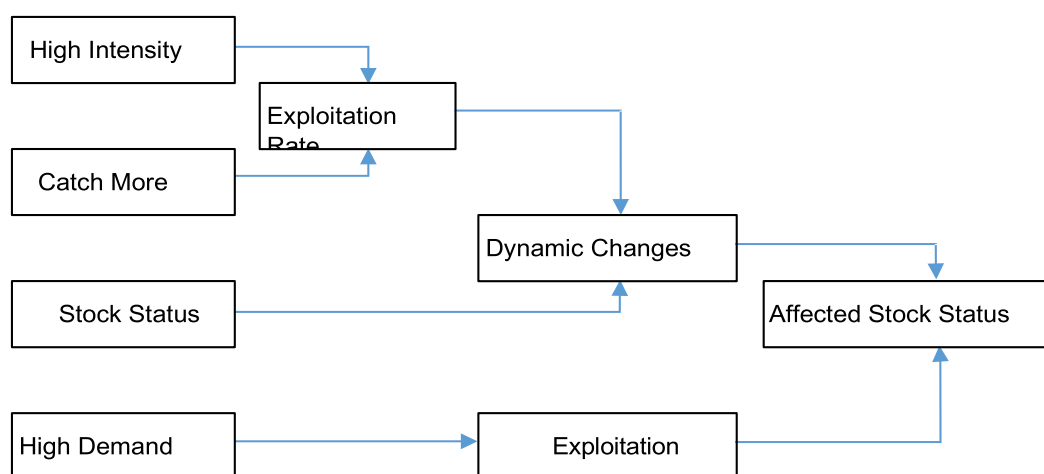 High Intensity
Exploitation
Rate
Catch More
Dynamic Changes
Stock Status
Affected Stock Status
High Demand
Exploitation